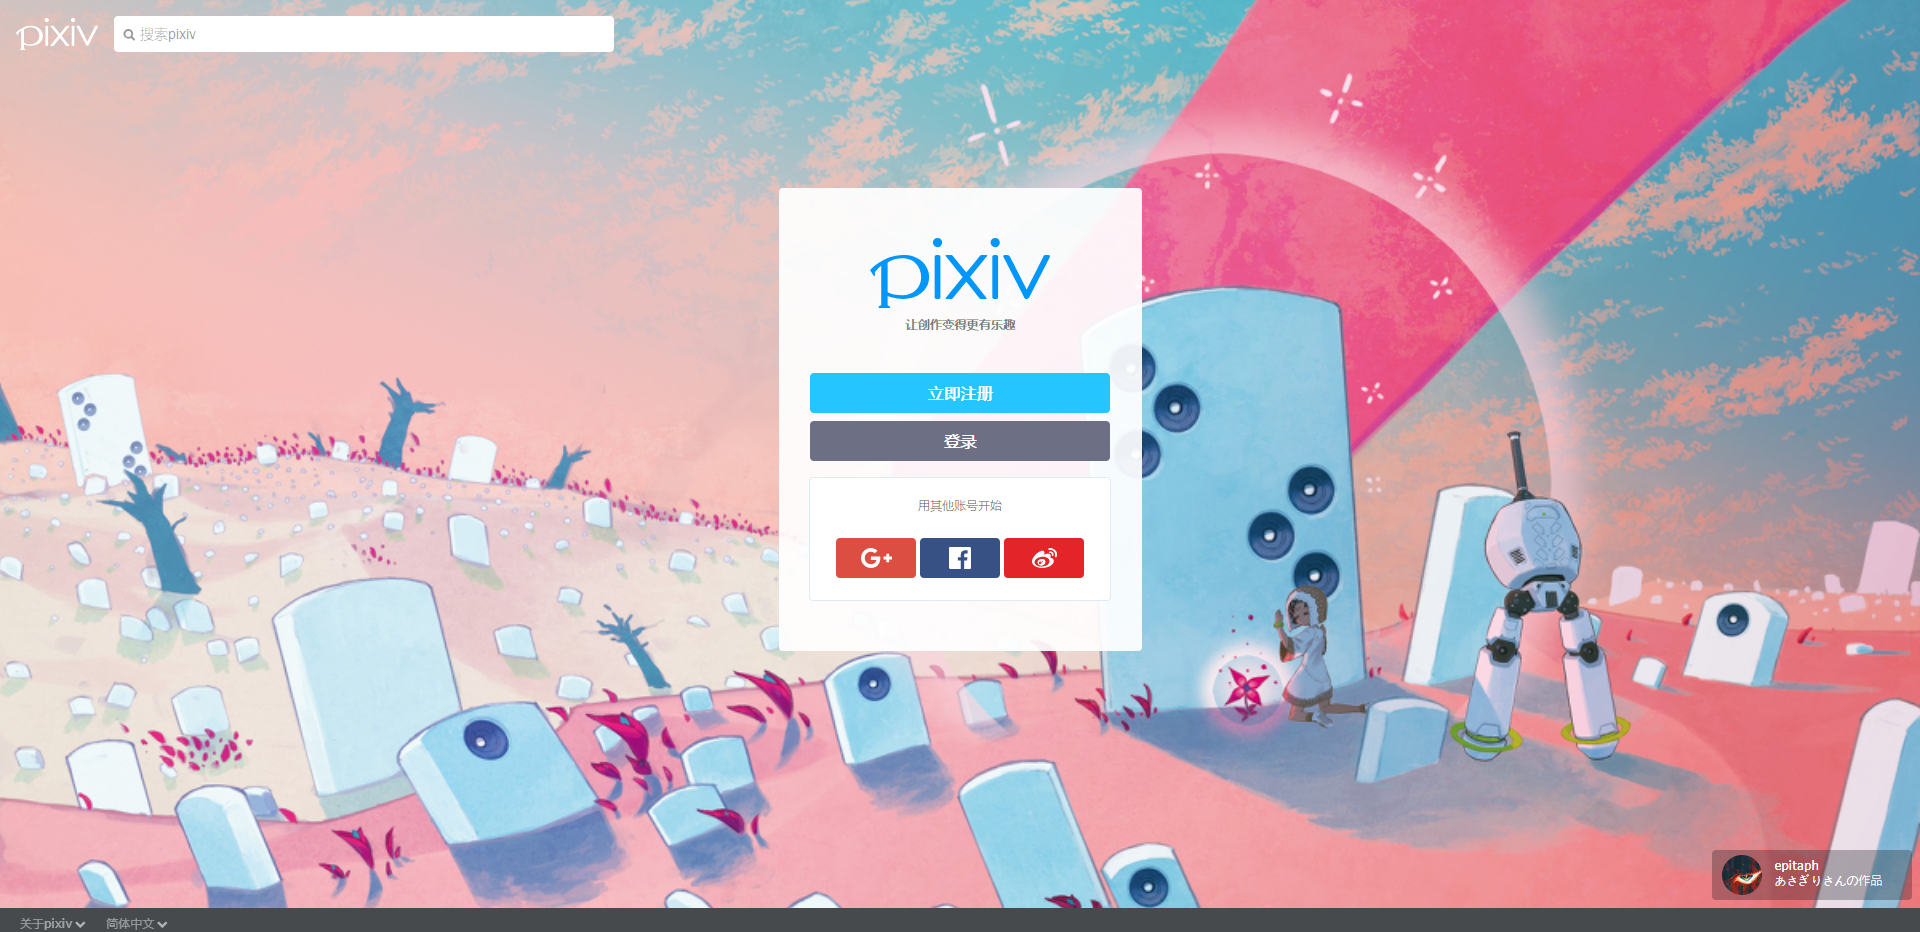 pixiv
搜索pixiv
pixiv
让创作变得更有乐趣
立即注册
登录
用其他账号开始
G+
epitaph
あさぎりさんの作品
关于pixiv
简体中文